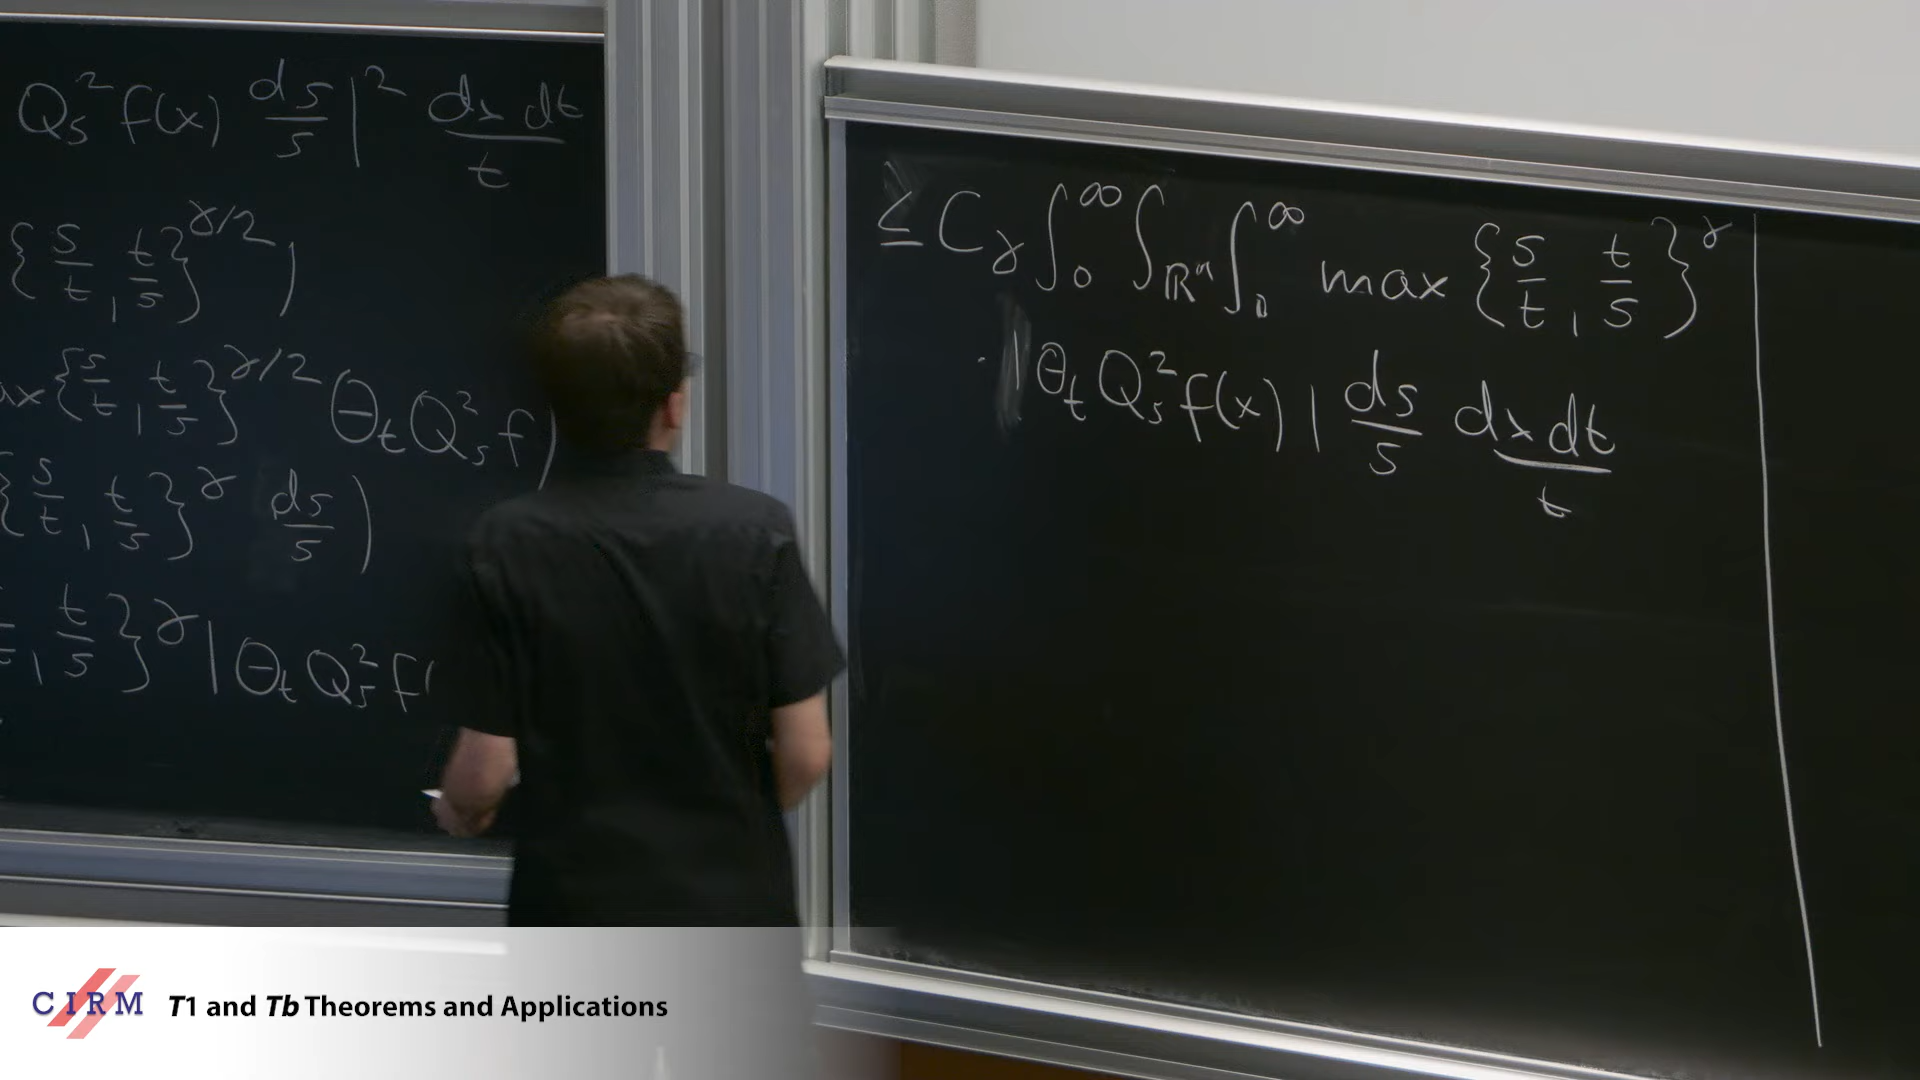 Q_s^2 f(x) ds/s |^2 dx dt/t
{s/t, t/s}^{γ/2} )
ax{s/t, t/s}^{γ/2} Θ_t Q_s^2 f)
{s/t, t/s}^γ ds/s )
t/s}^γ |Θ_t Q_s^2 f(
≤ C_γ ∫_0^∞ ∫_{ℝ^n} ∫_0^∞ max {s/t, t/s}^γ
· |Θ_t Q_s^2 f(x)| ds/s dx dt/t
CIRM
T1 and Tb Theorems and Applications